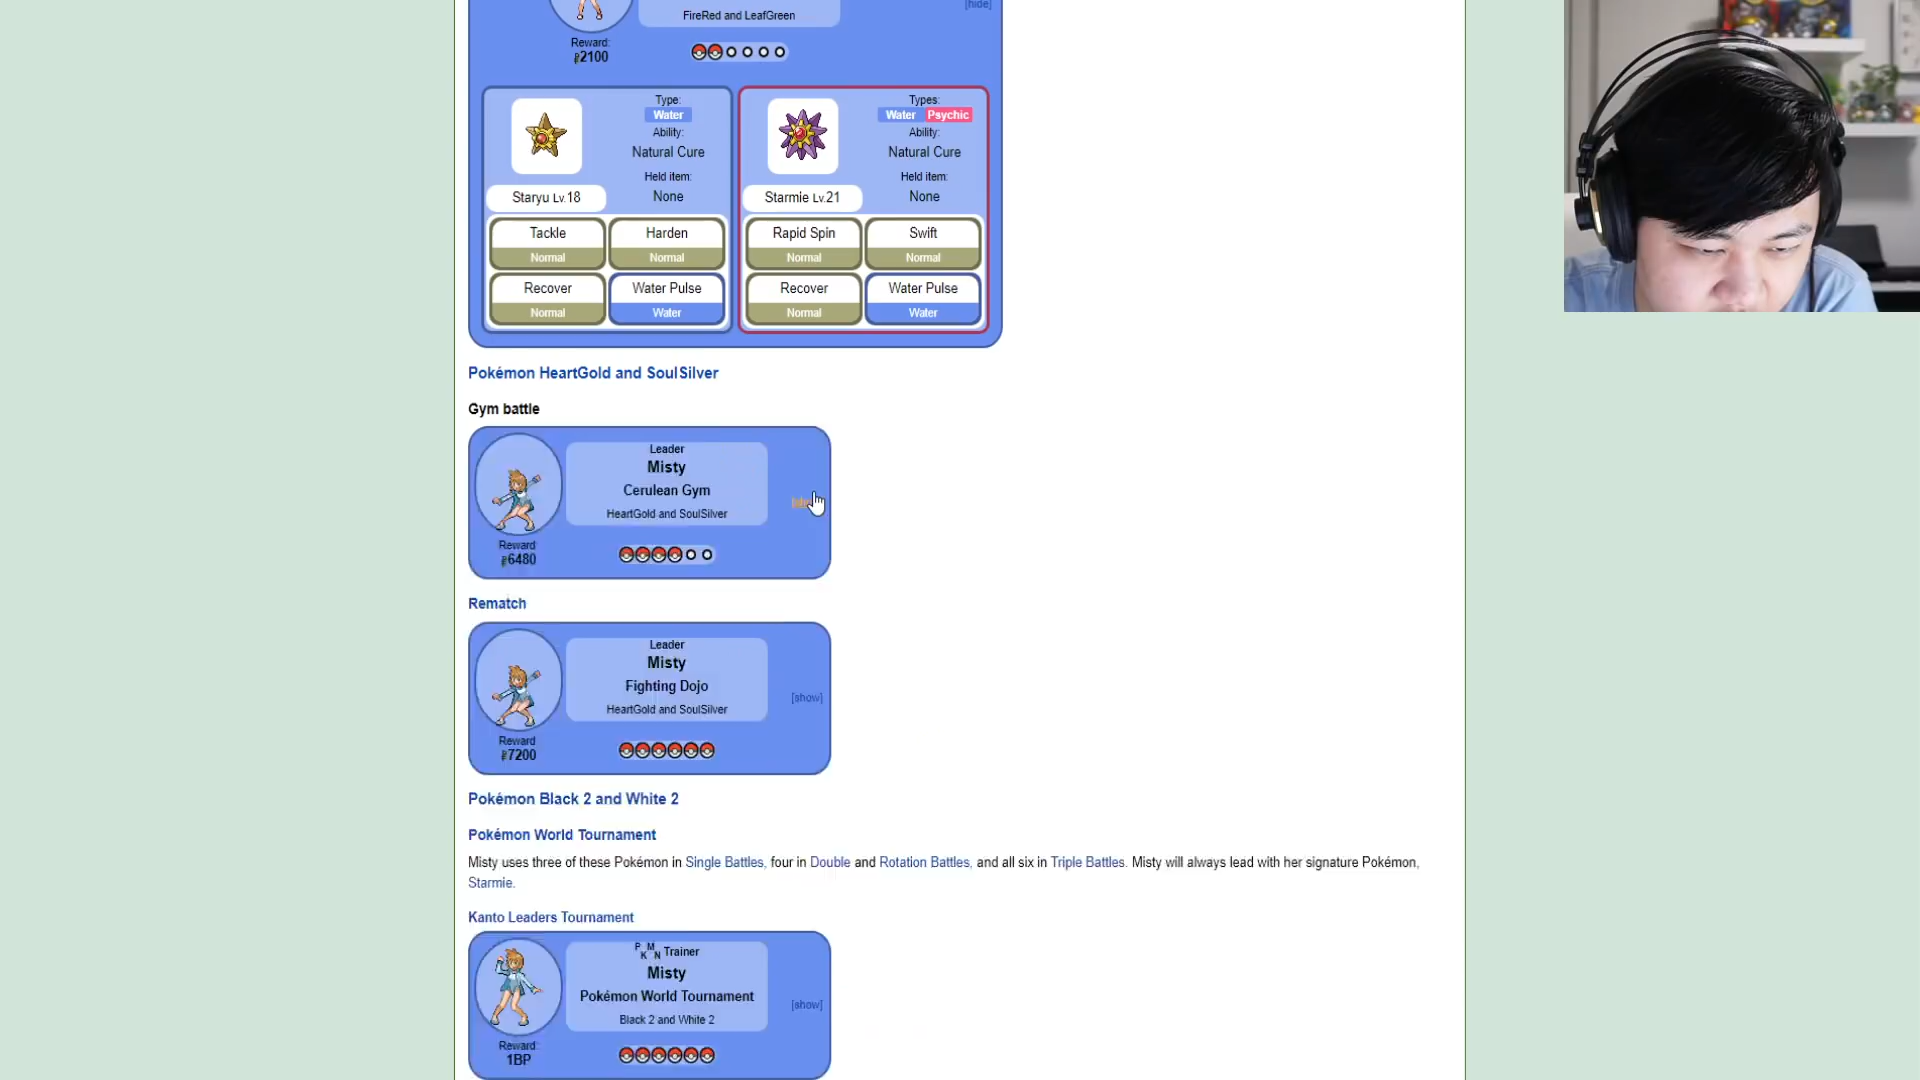 [hide]
FireRed and LeafGreen
Reward:
2100
Type:
Water
Ability:
Natural Cure
Held item:
None
Staryu Lv.18
Tackle
Normal
Harden
Normal
Recover
Normal
Water Pulse
Water
Types:
Water Psychic
Ability:
Natural Cure
Held item:
None
Starmie Lv.21
Rapid Spin
Normal
Swift
Normal
Recover
Normal
Water Pulse
Water
Pokémon HeartGold and SoulSilver
Gym battle
Leader
Misty
Cerulean Gym
HeartGold and SoulSilver
Reward:
6480
Rematch
Leader
Misty
Fighting Dojo
HeartGold and SoulSilver
[show]
Reward:
7200
Pokémon Black 2 and White 2
Pokémon World Tournament
Misty uses three of these Pokémon in Single Battles, four in Double and Rotation Battles, and all six in Triple Battles. Misty will always lead with her signature Pokémon,
Starmie.
Kanto Leaders Tournament
PKMN Trainer
Misty
Pokémon World Tournament
Black 2 and White 2
[show]
Reward:
1BP